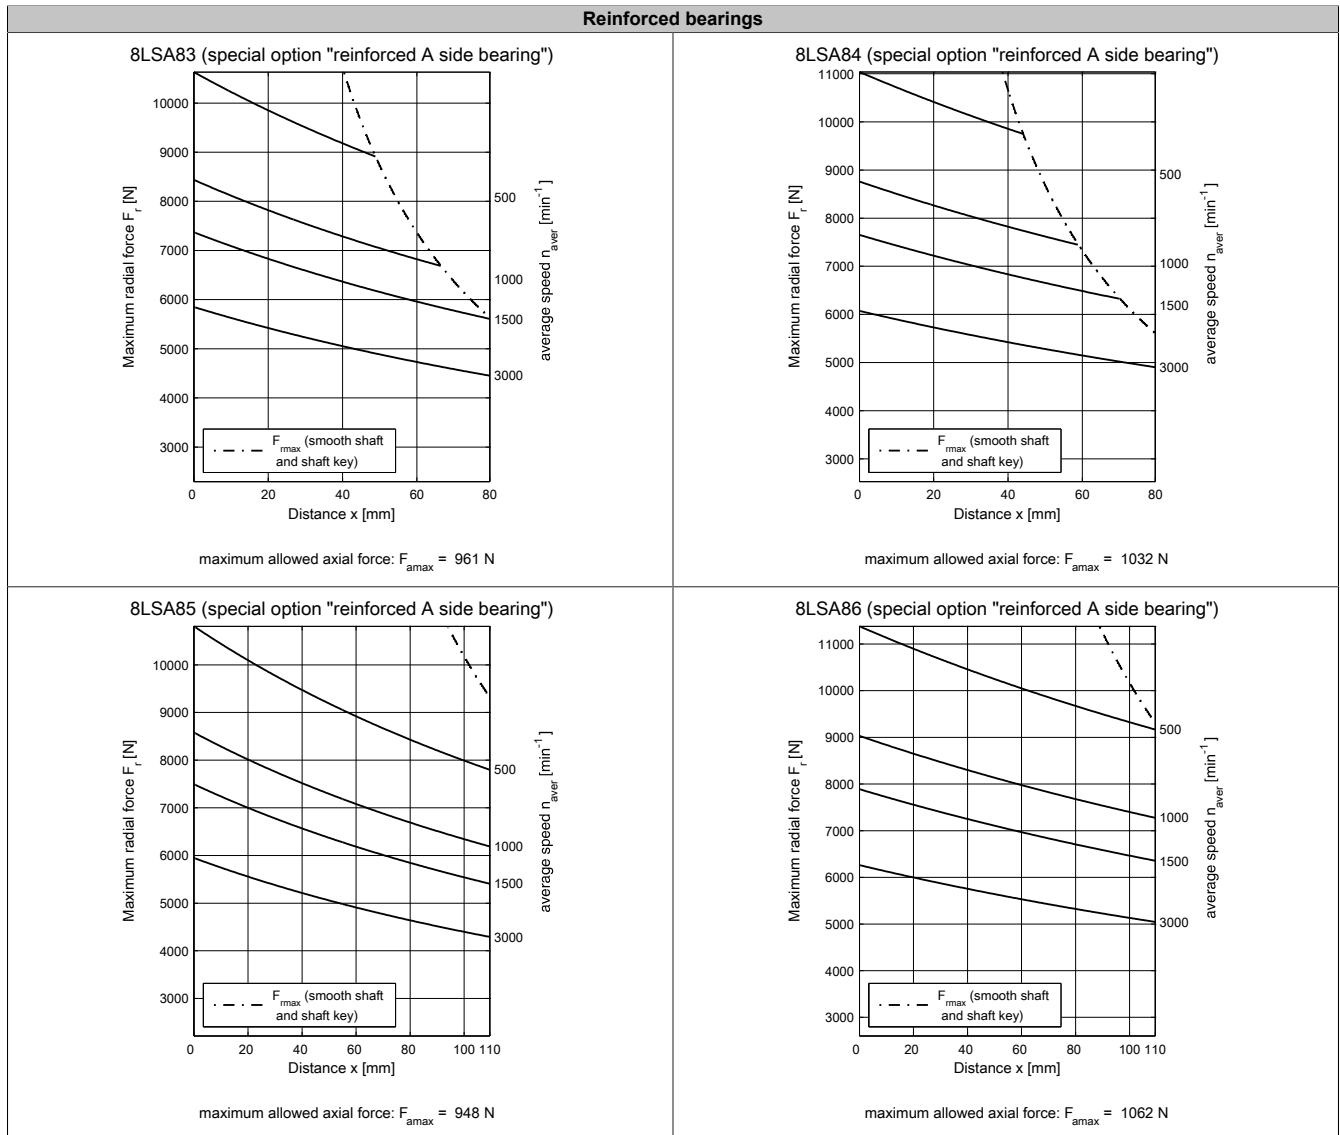 Reinforced bearings
8LSA83 (special option "reinforced A side bearing")
10000
9000
8000
7000
6000
5000
4000
3000
Maximum radial force F_r [N]
500
1000
1500
3000
average speed n_aver [min^-1]
F_rmax (smooth shaft
and shaft key)
0 20 40 60 80
Distance x [mm]
maximum allowed axial force: F_amax = 961 N
8LSA84 (special option "reinforced A side bearing")
11000
10000
9000
8000
7000
6000
5000
4000
3000
Maximum radial force F_r [N]
500
1000
1500
3000
average speed n_aver [min^-1]
F_rmax (smooth shaft
and shaft key)
0 20 40 60 80
Distance x [mm]
maximum allowed axial force: F_amax = 1032 N
8LSA85 (special option "reinforced A side bearing")
10000
9000
8000
7000
6000
5000
4000
3000
Maximum radial force F_r [N]
500
1000
1500
3000
average speed n_aver [min^-1]
F_rmax (smooth shaft
and shaft key)
0 20 40 60 80 100 110
Distance x [mm]
maximum allowed axial force: F_amax = 948 N
8LSA86 (special option "reinforced A side bearing")
11000
10000
9000
8000
7000
6000
5000
4000
3000
Maximum radial force F_r [N]
500
1000
1500
3000
average speed n_aver [min^-1]
F_rmax (smooth shaft
and shaft key)
0 20 40 60 80 100 110
Distance x [mm]
maximum allowed axial force: F_amax = 1062 N